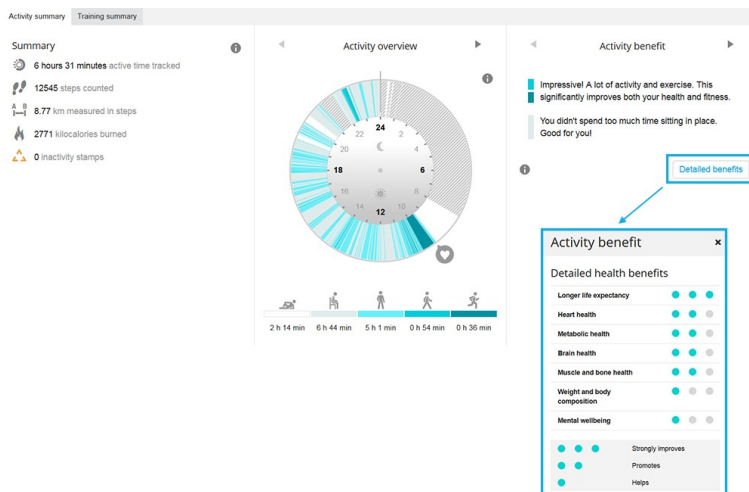 Activity summary
Training summary
Summary
6 hours 31 minutes active time tracked
12545 steps counted
A B
8.77 km measured in steps
2771 kilocalories burned
0 inactivity stamps
Activity overview
24
22
2
20
4
18
6
16
8
14
10
12
2 h 14 min
6 h 44 min
5 h 1 min
0 h 54 min
0 h 36 min
Activity benefit
Impressive! A lot of activity and exercise. This
significantly improves both your health and fitness.
You didn't spend too much time sitting in place.
Good for you!
Detailed benefits
Activity benefit
×
Detailed health benefits
Longer life expectancy
Heart health
Metabolic health
Brain health
Muscle and bone health
Weight and body
composition
Mental wellbeing
Strongly improves
Promotes
Helps